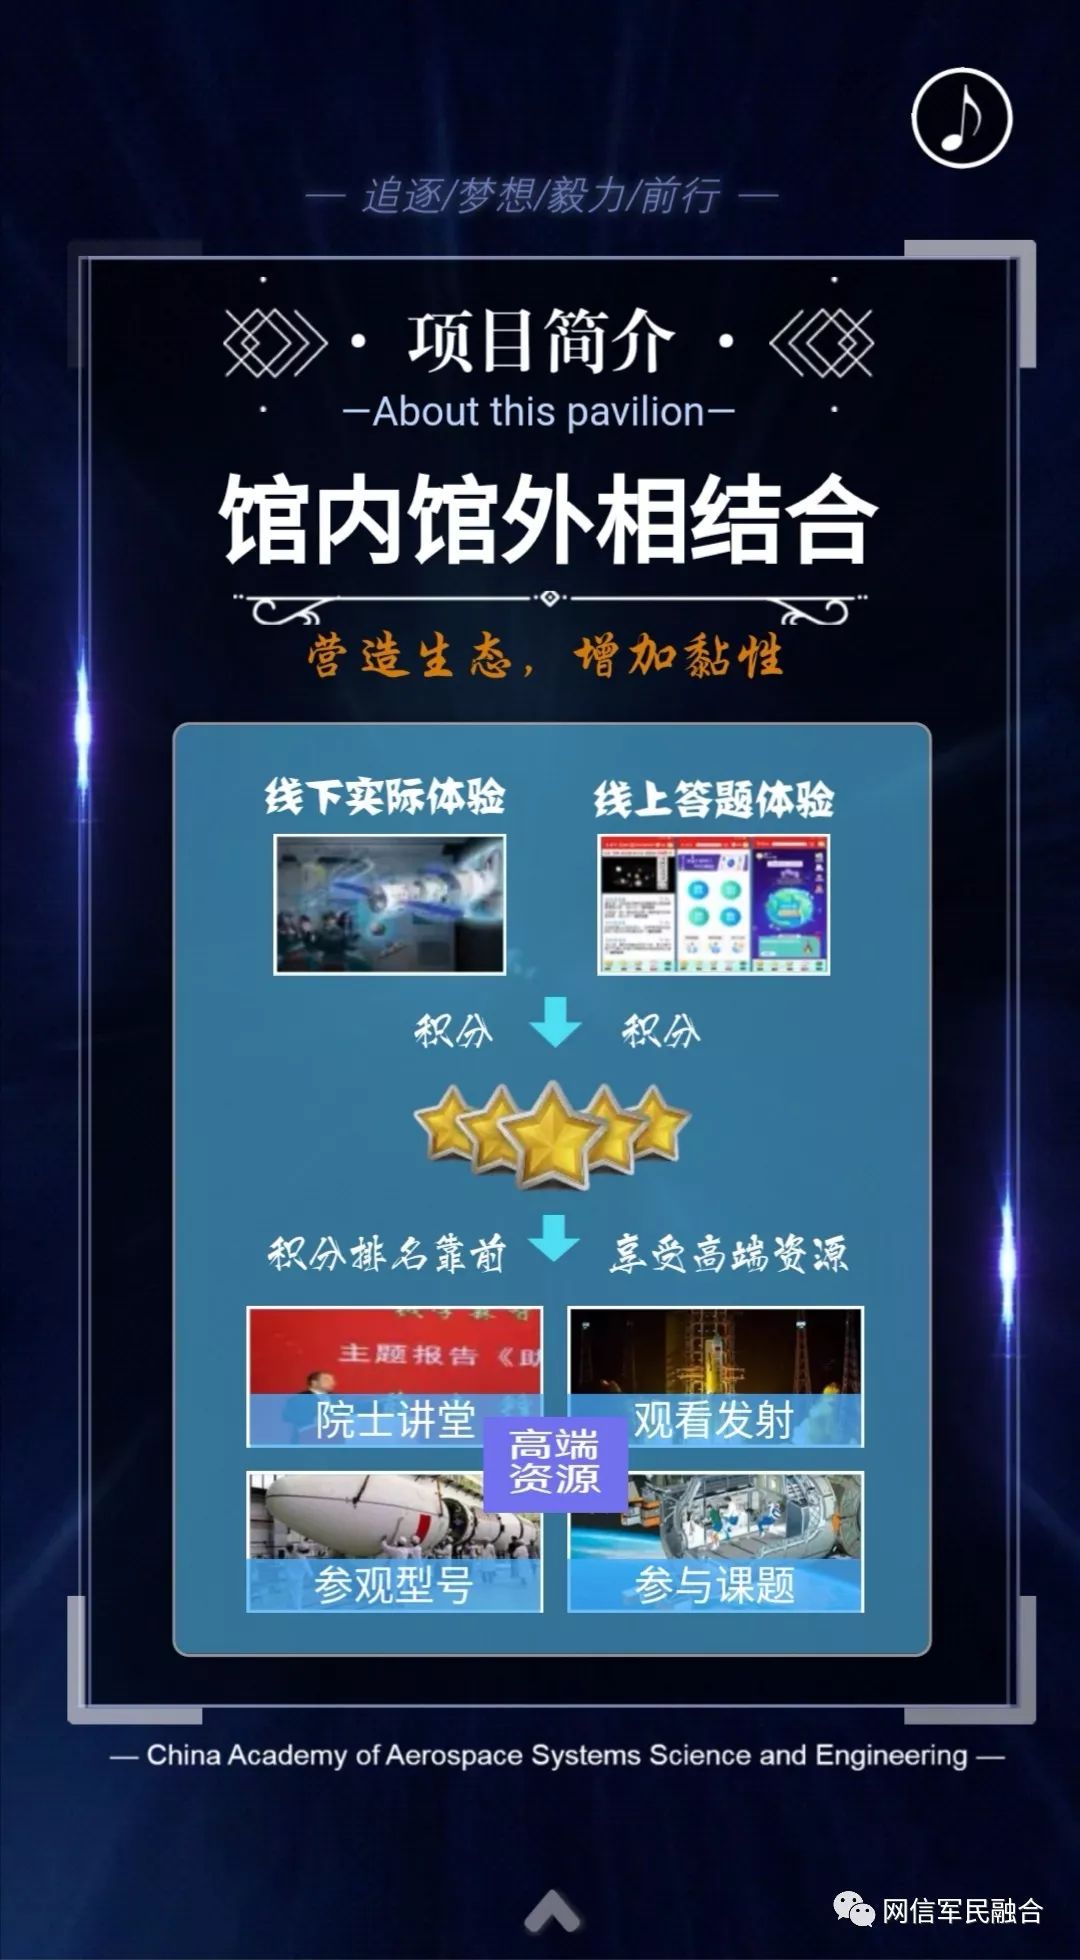 — 追逐/梦想/毅力/前行 —
· 项目简介 ·
—About this pavilion—
馆内馆外相结合
营造生态，增加黏性
线下实际体验 线上答题体验
积分 积分
积分排名靠前 享受高端资源
主题报告《助
院士讲堂 观看发射
高端
资源
参观型号 参与课题
— China Academy of Aerospace Systems Science and Engineering —
网信军民融合